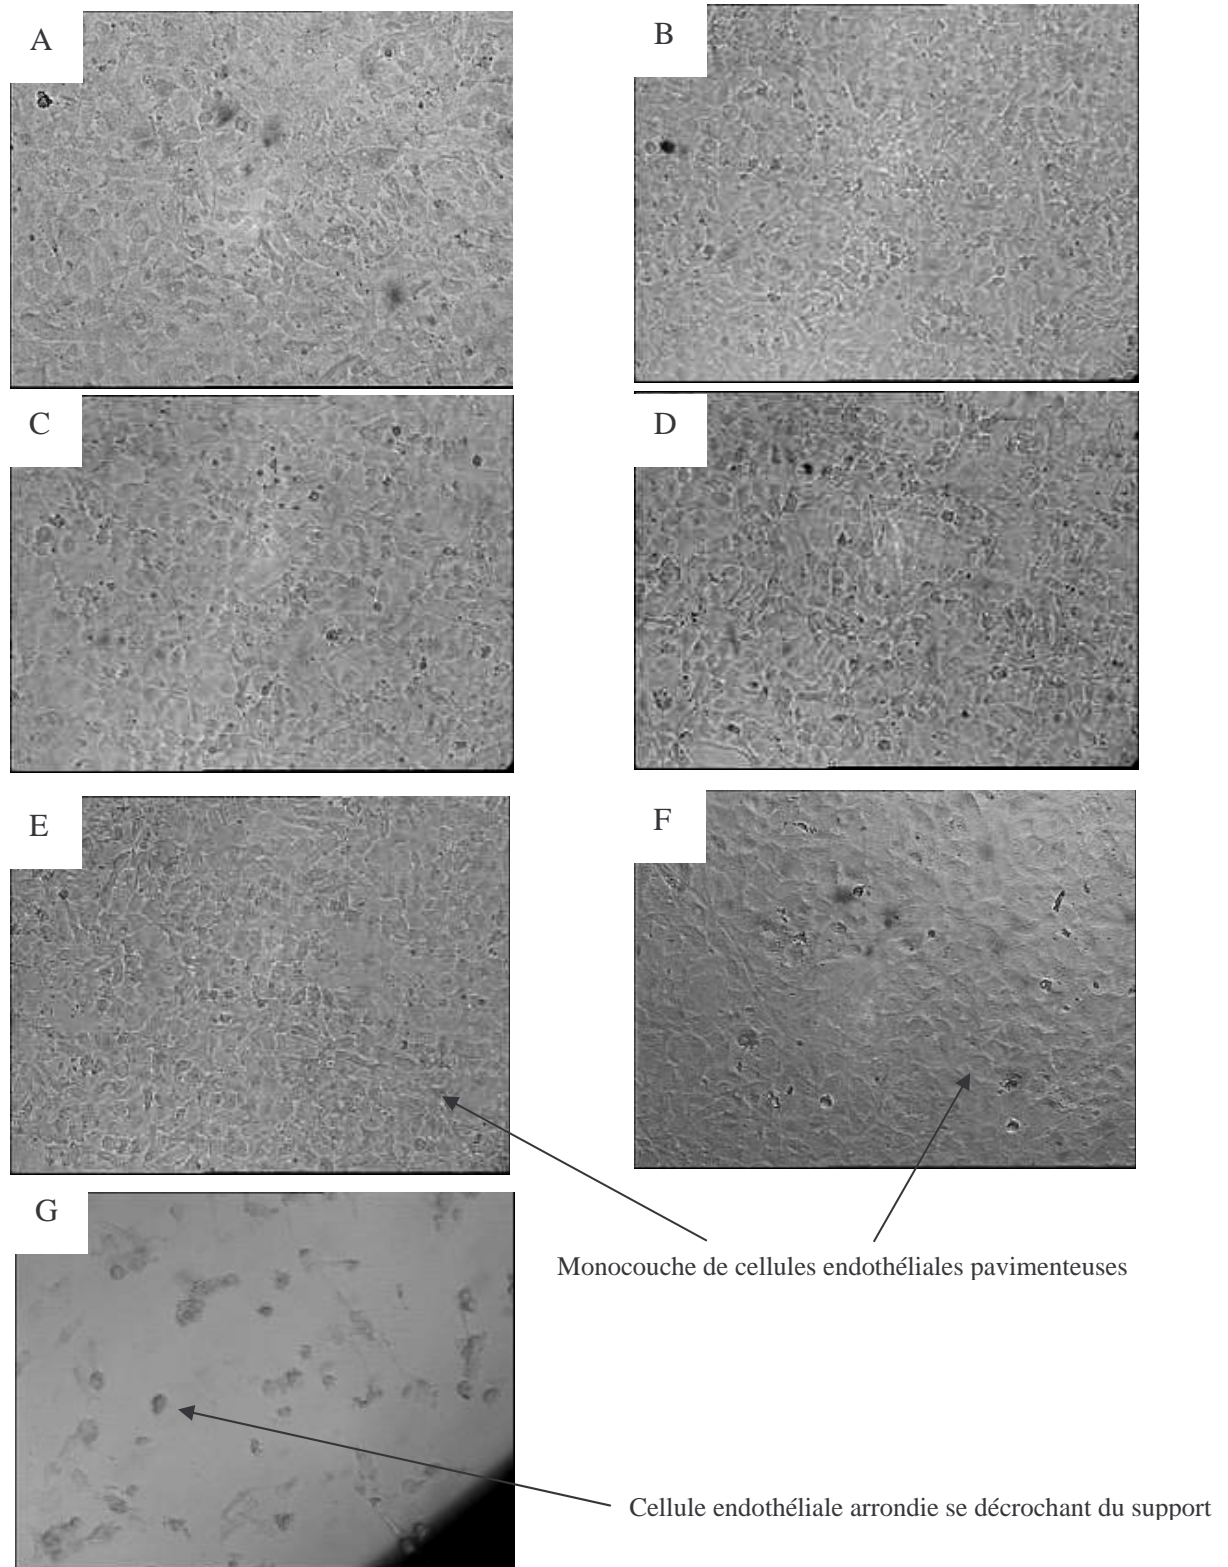 A
B
C
D
E
F
G
Monocouche de cellules endothéliales pavimenteuses
Cellule endothéliale arrondie se décrochant du support